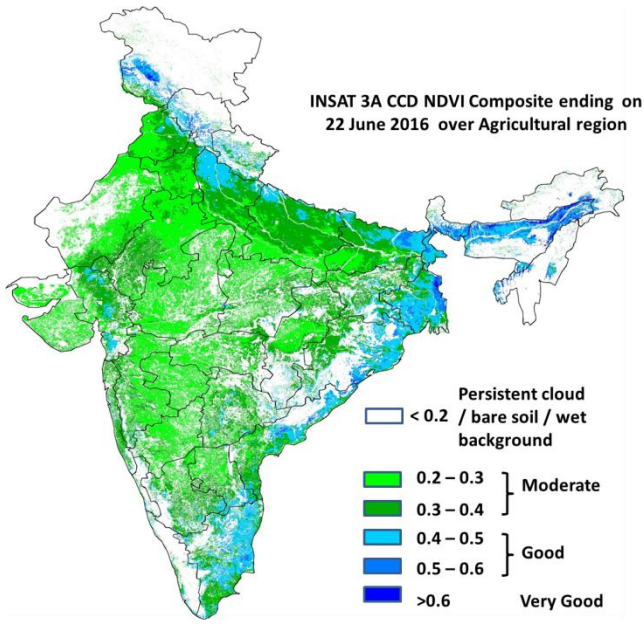 INSAT 3A CCD NDVI Composite ending on
22 June 2016 over Agricultural region
< 0.2 Persistent cloud
/ bare soil / wet
background
0.2 – 0.3
Moderate
0.3 – 0.4
0.4 – 0.5
Good
0.5 – 0.6
>0.6 Very Good